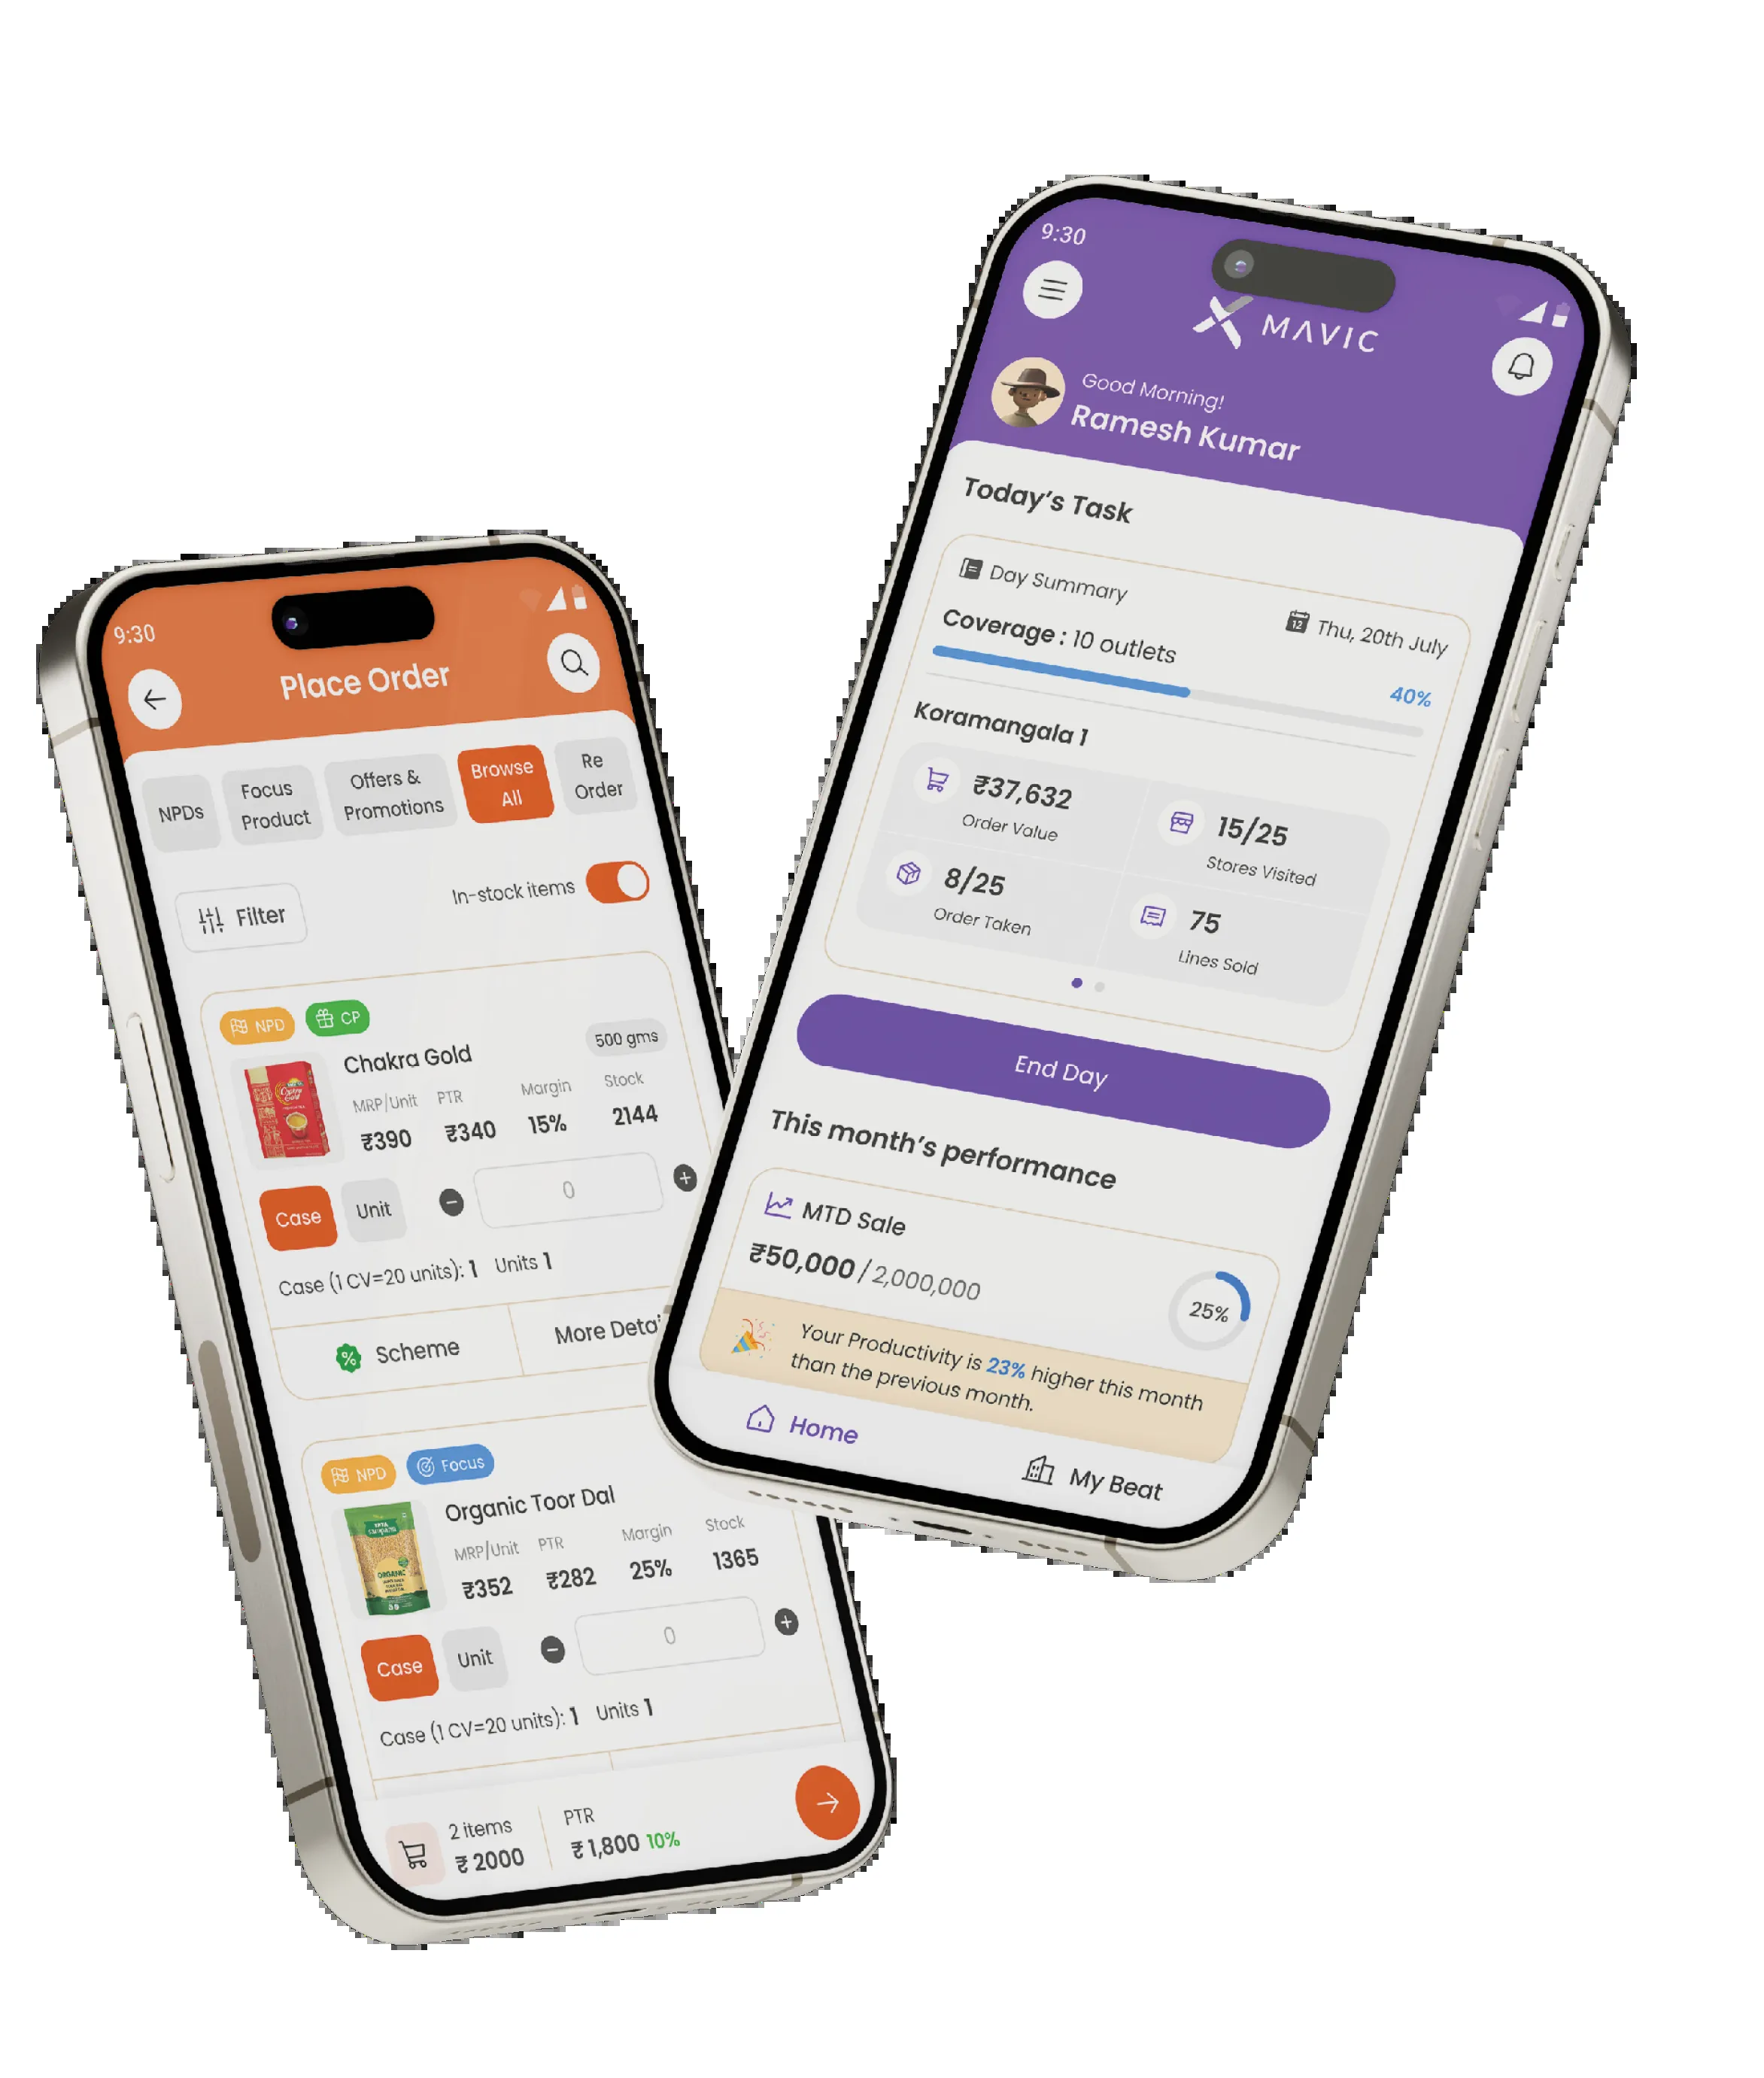 9:30
Place Order
NPDs
Focus
Product
Offers &
Promotions
Browse
All
Re
Order
Filter
In-stock items
NPD
CP
Chakra Gold
500 gms
MRP/Unit PTR Margin Stock
₹390 ₹340 15% 2144
Case Unit 0
Case (1 CV=20 units): 1 Units 1
Scheme
More Detai
NPD
Focus
Organic Toor Dal
MRP/Unit PTR Margin Stock
₹352 ₹282 25% 1365
ORGANIC
Case Unit 0
Case (1 CV=20 units): 1 Units 1
2 items
₹ 2000
PTR
₹ 1,800 10%
9:30
MAVIC
Good Morning!
Ramesh Kumar
Today's Task
Day Summary
12
Thu, 20th July
Coverage : 10 outlets
40%
Koramangala 1
₹37,632
Order Value
15/25
Stores Visited
8/25
Order Taken
75
Lines Sold
End Day
This month's performance
MTD Sale
₹50,000 / 2,000,000
25%
Your Productivity is 23% higher this month
than the previous month.
Home
My Beat